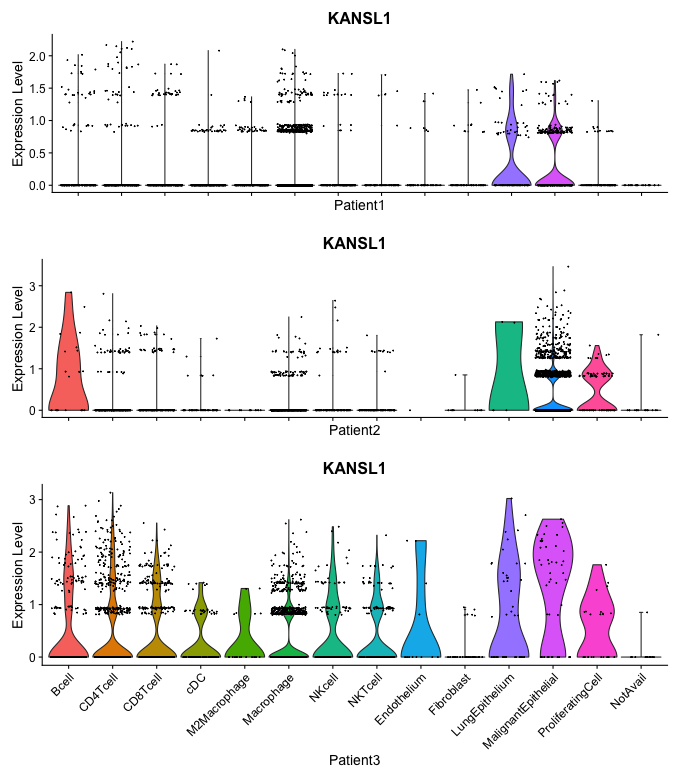 KANSL1
Expression Level
2.0
1.5
1.0
0.5
0.0
Patient1
KANSL1
Expression Level
3
2
1
0
Patient2
KANSL1
Expression Level
3
2
1
0
Bcell
CD4Tcell
CD8Tcell
cDC
M2Macrophage
Macrophage
NKcell
NKTcell
Endothelium
Fibroblast
LungEpithelium
MalignantEpithelial
ProliferatingCell
NotAvail
Patient3